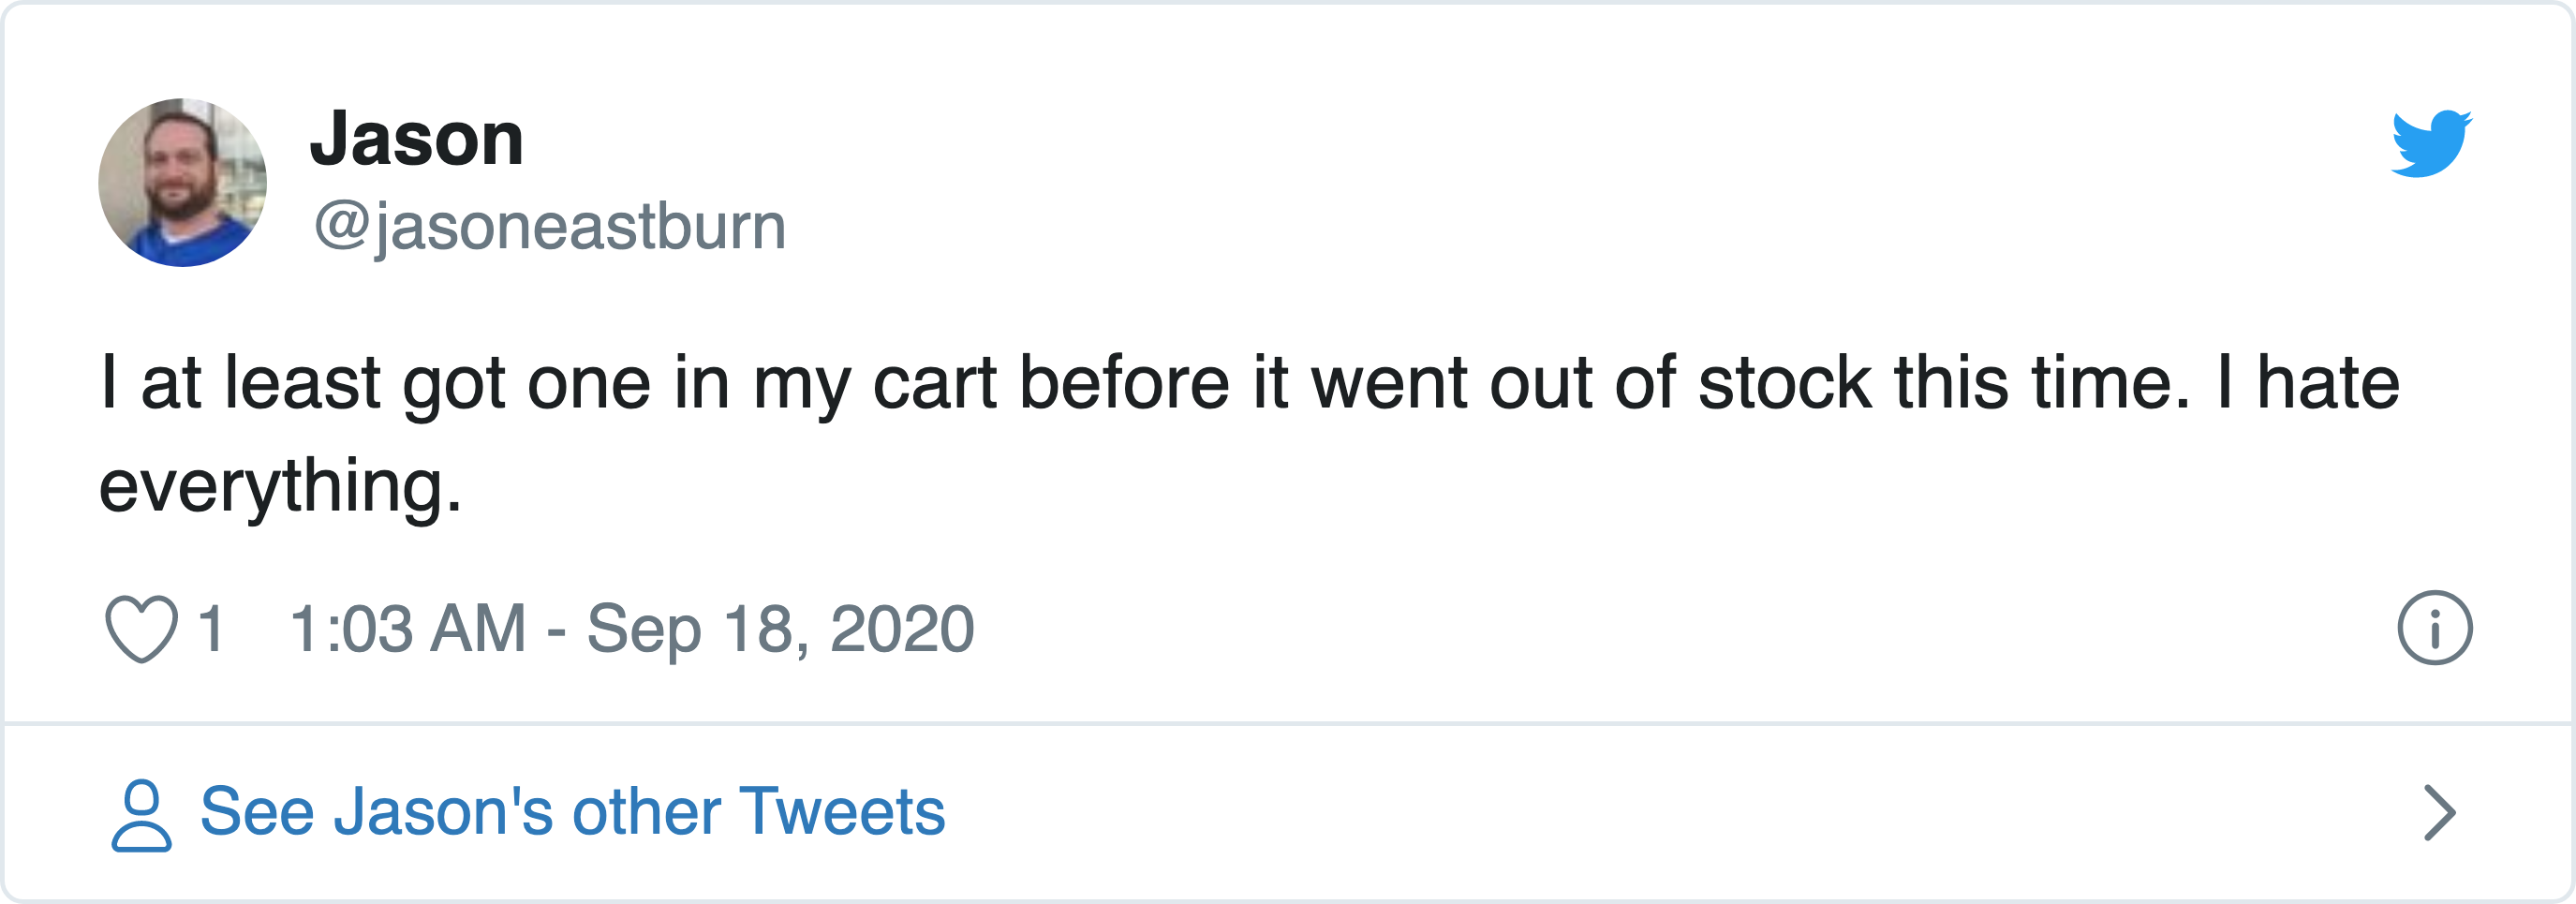 Jason
@jasoneastburn
I at least got one in my cart before it went out of stock this time. I hate
everything.
1 1:03 AM - Sep 18, 2020
See Jason's other Tweets